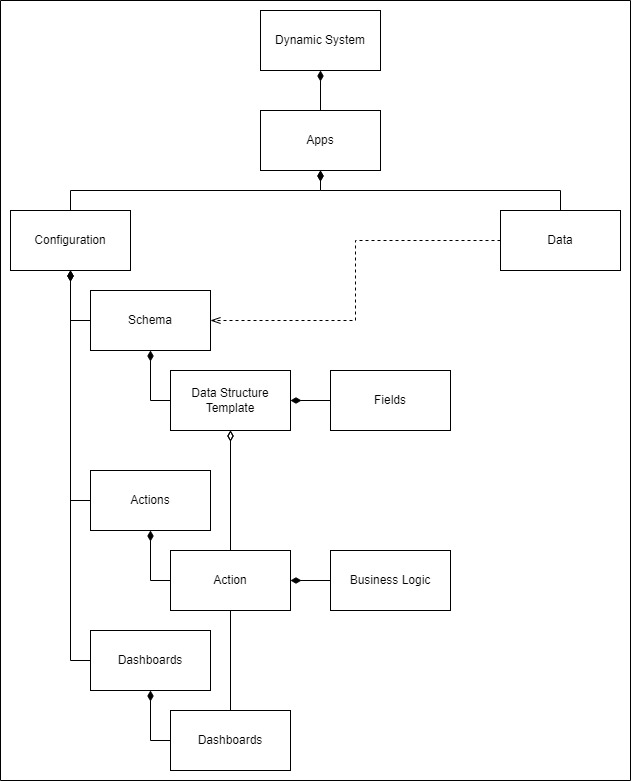 Dynamic System
Apps
Configuration
Data
Schema
Data Structure
Template
Fields
Actions
Action
Business Logic
Dashboards
Dashboards